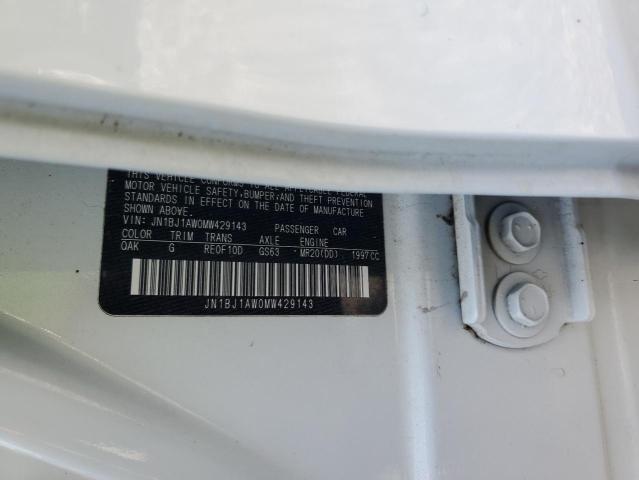 THIS VEHICLE CONFORMS TO ALL APPLICABLE FEDERAL
MOTOR VEHICLE SAFETY, BUMPER, AND THEFT PREVENTION
STANDARDS IN EFFECT ON THE DATE OF MANUFACTURE
SHOWN ABOVE.
VIN: JN1BJ1AW0MW429143 PASSENGER CAR
COLOR TRIM TRANS AXLE ENGINE
QAK G RE0F10D GS63 MR20(DD) 1997CC
JN1BJ1AW0MW429143